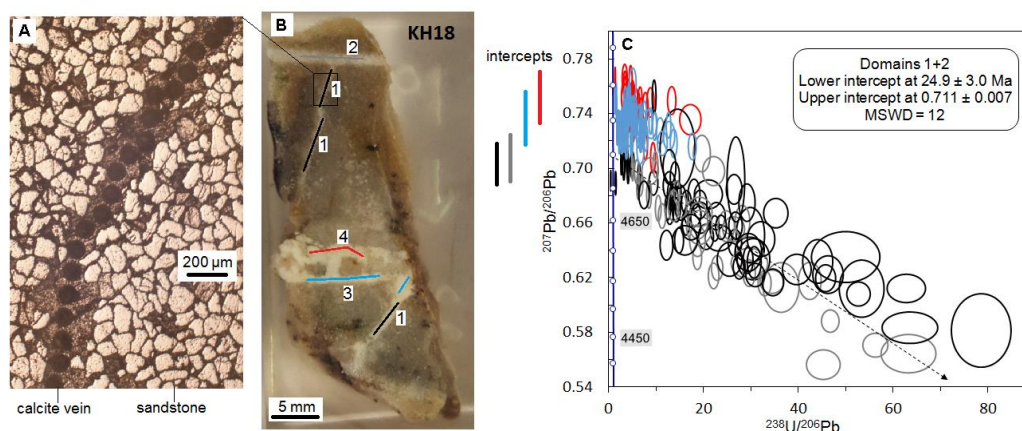 A
200 µm
calcite vein
sandstone
B
KH18
2
1
1
4
3
1
5 mm
intercepts
C
Domains 1+2
Lower intercept at 24.9 ± 3.0 Ma
Upper intercept at 0.711 ± 0.007
MSWD = 12
0.78
0.74
0.70
0.66
0.62
0.58
0.54
4650
4450
0
20
40
60
80
²⁰⁷Pb/²⁰⁶Pb
²³⁸U/²⁰⁶Pb